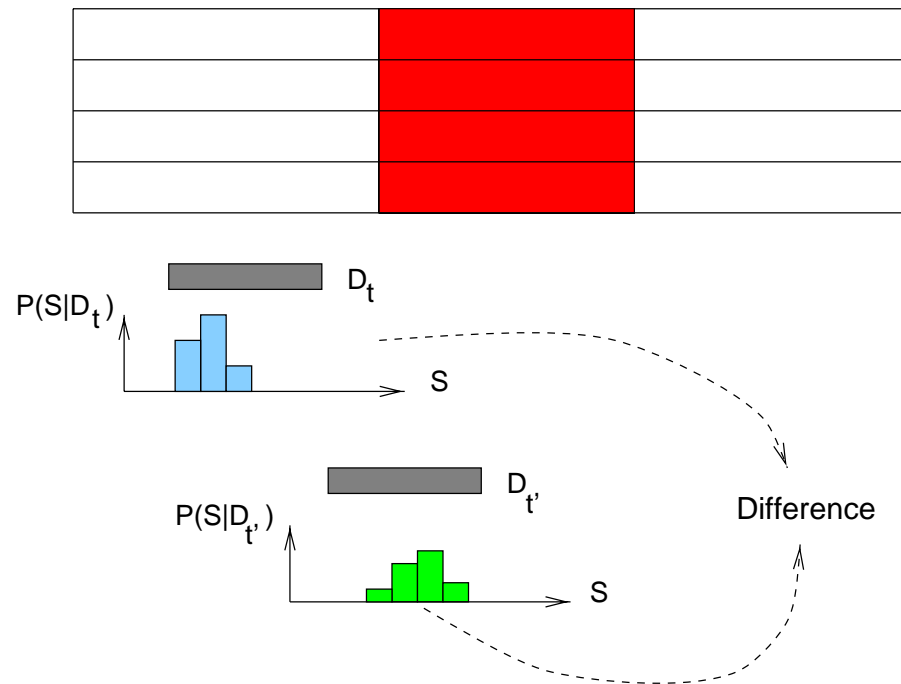 D_t
P(S|D_t)
S
D_t'
P(S|D_t')
Difference
S